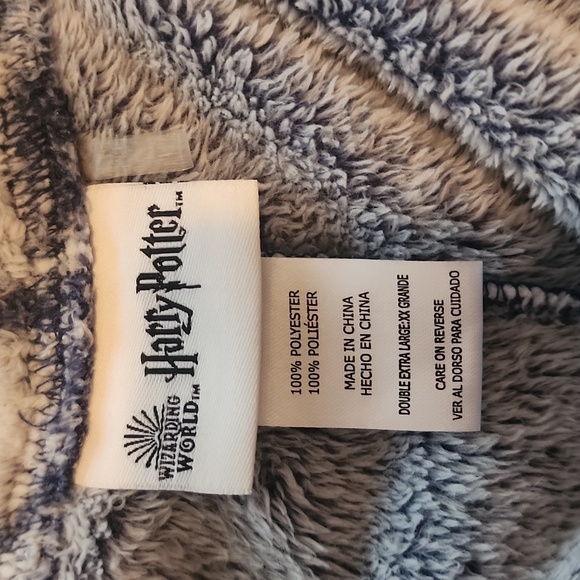 Harry Potter™
WIZARDING
WORLD™
100% POLYESTER
100% POLIÉSTER
MADE IN CHINA
HECHO EN CHINA
DOUBLE EXTRA LARGE:XX GRANDE
CARE ON REVERSE
VER AL DORSO PARA CUIDADO